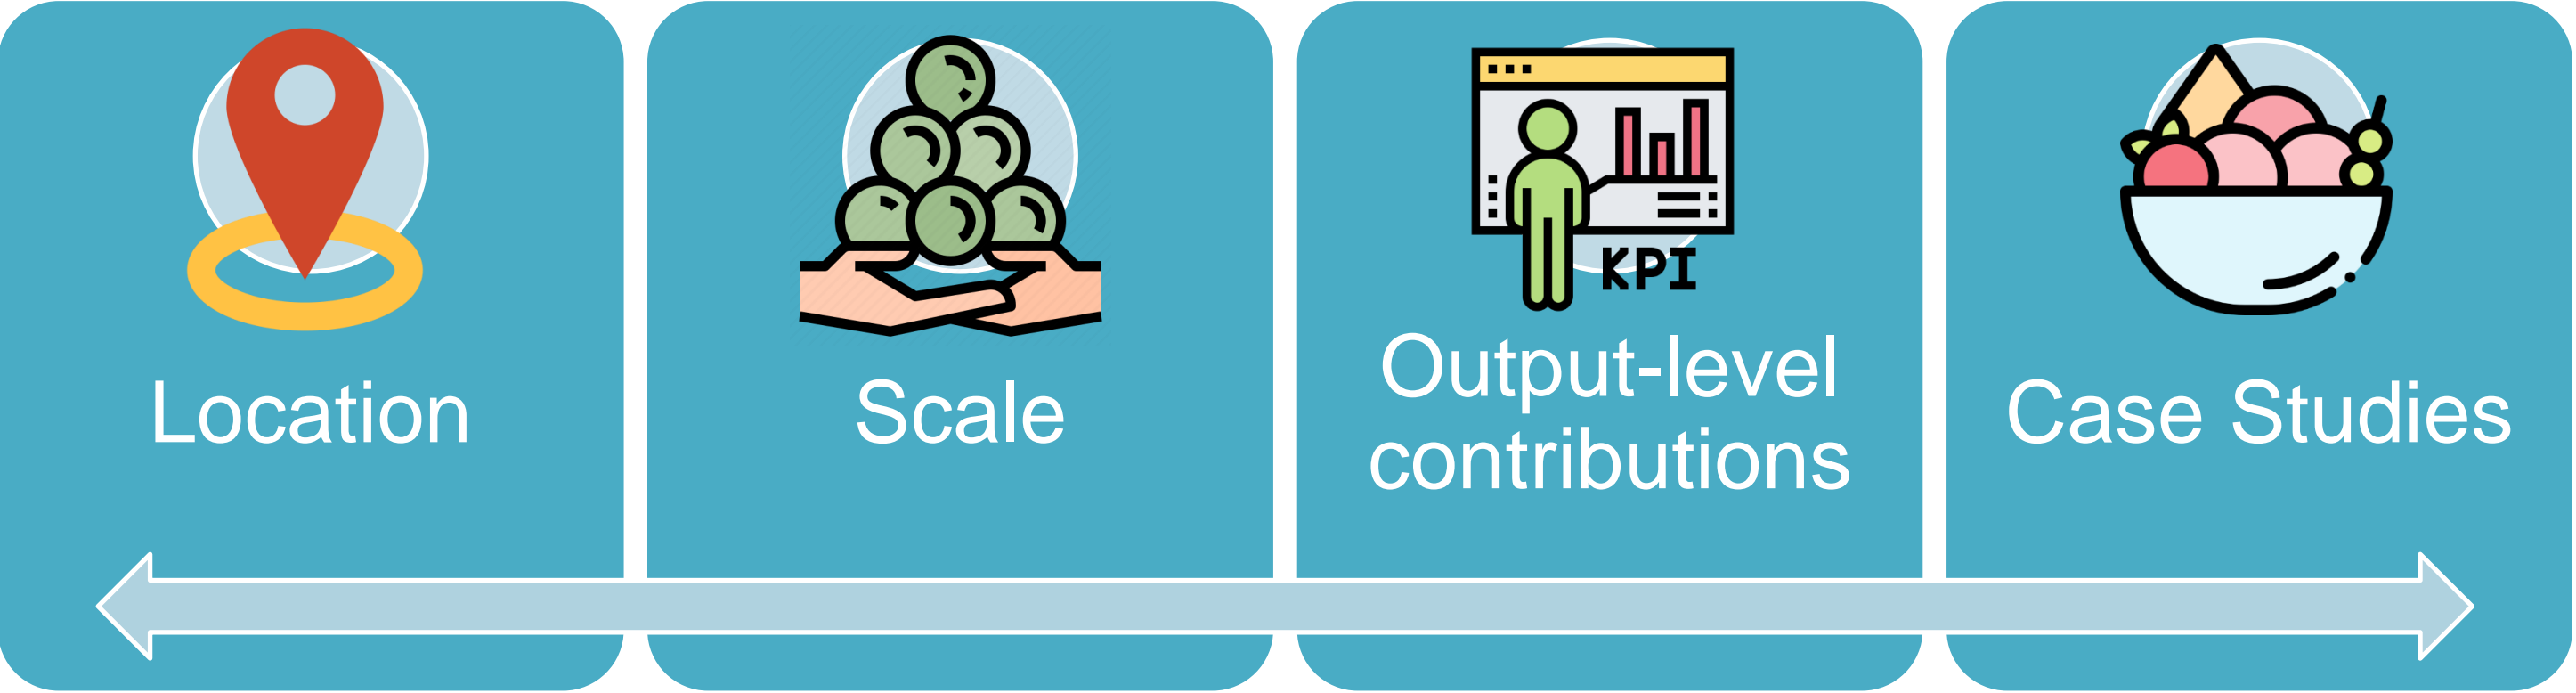 KPI
Location
Scale
Output-level
contributions
Case Studies